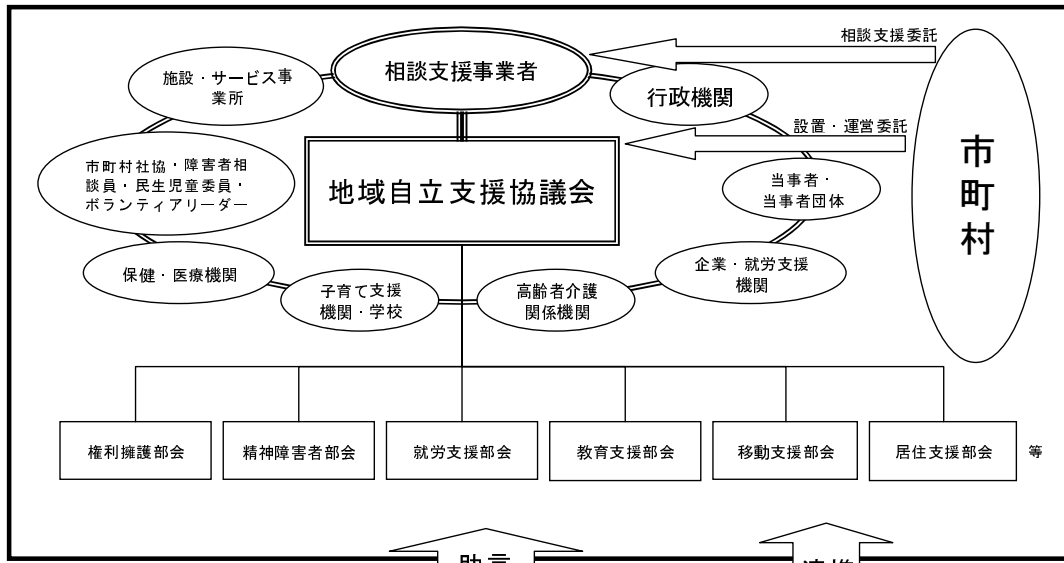 相談支援委託
相談支援事業者
施設・サービス事
業所
行政機関
設置・運営委託
市町村
市町村社協・障害者相
談員・民生児童委員・
ボランティアリーダー
地域自立支援協議会
当事者・
当事者団体
保健・医療機関
企業・就労支援
機関
子育て支援
機関・学校
高齢者介護
関係機関
権利擁護部会
精神障害者部会
就労支援部会
教育支援部会
移動支援部会
居住支援部会
等
助言
連携